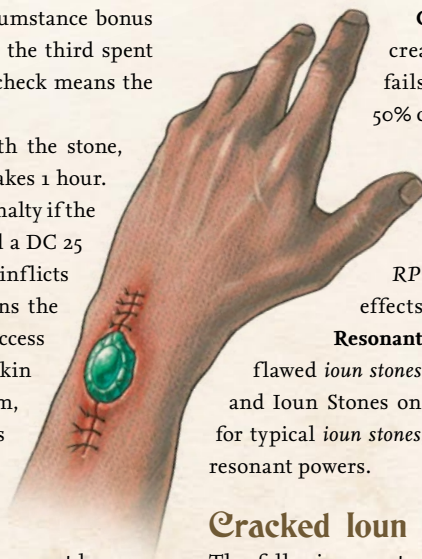 umstance bonus
the third spent
check means the
th the stone,
akes 1 hour.
nalty if the
d a DC 25
inflicts
ns the
ccess
kin
m,
s
crea
fails
50%
RP
effects
Resonant
flawed ioun stones
and Ioun Stones on
for typical ioun stones
resonant powers.
Cracked Ioun